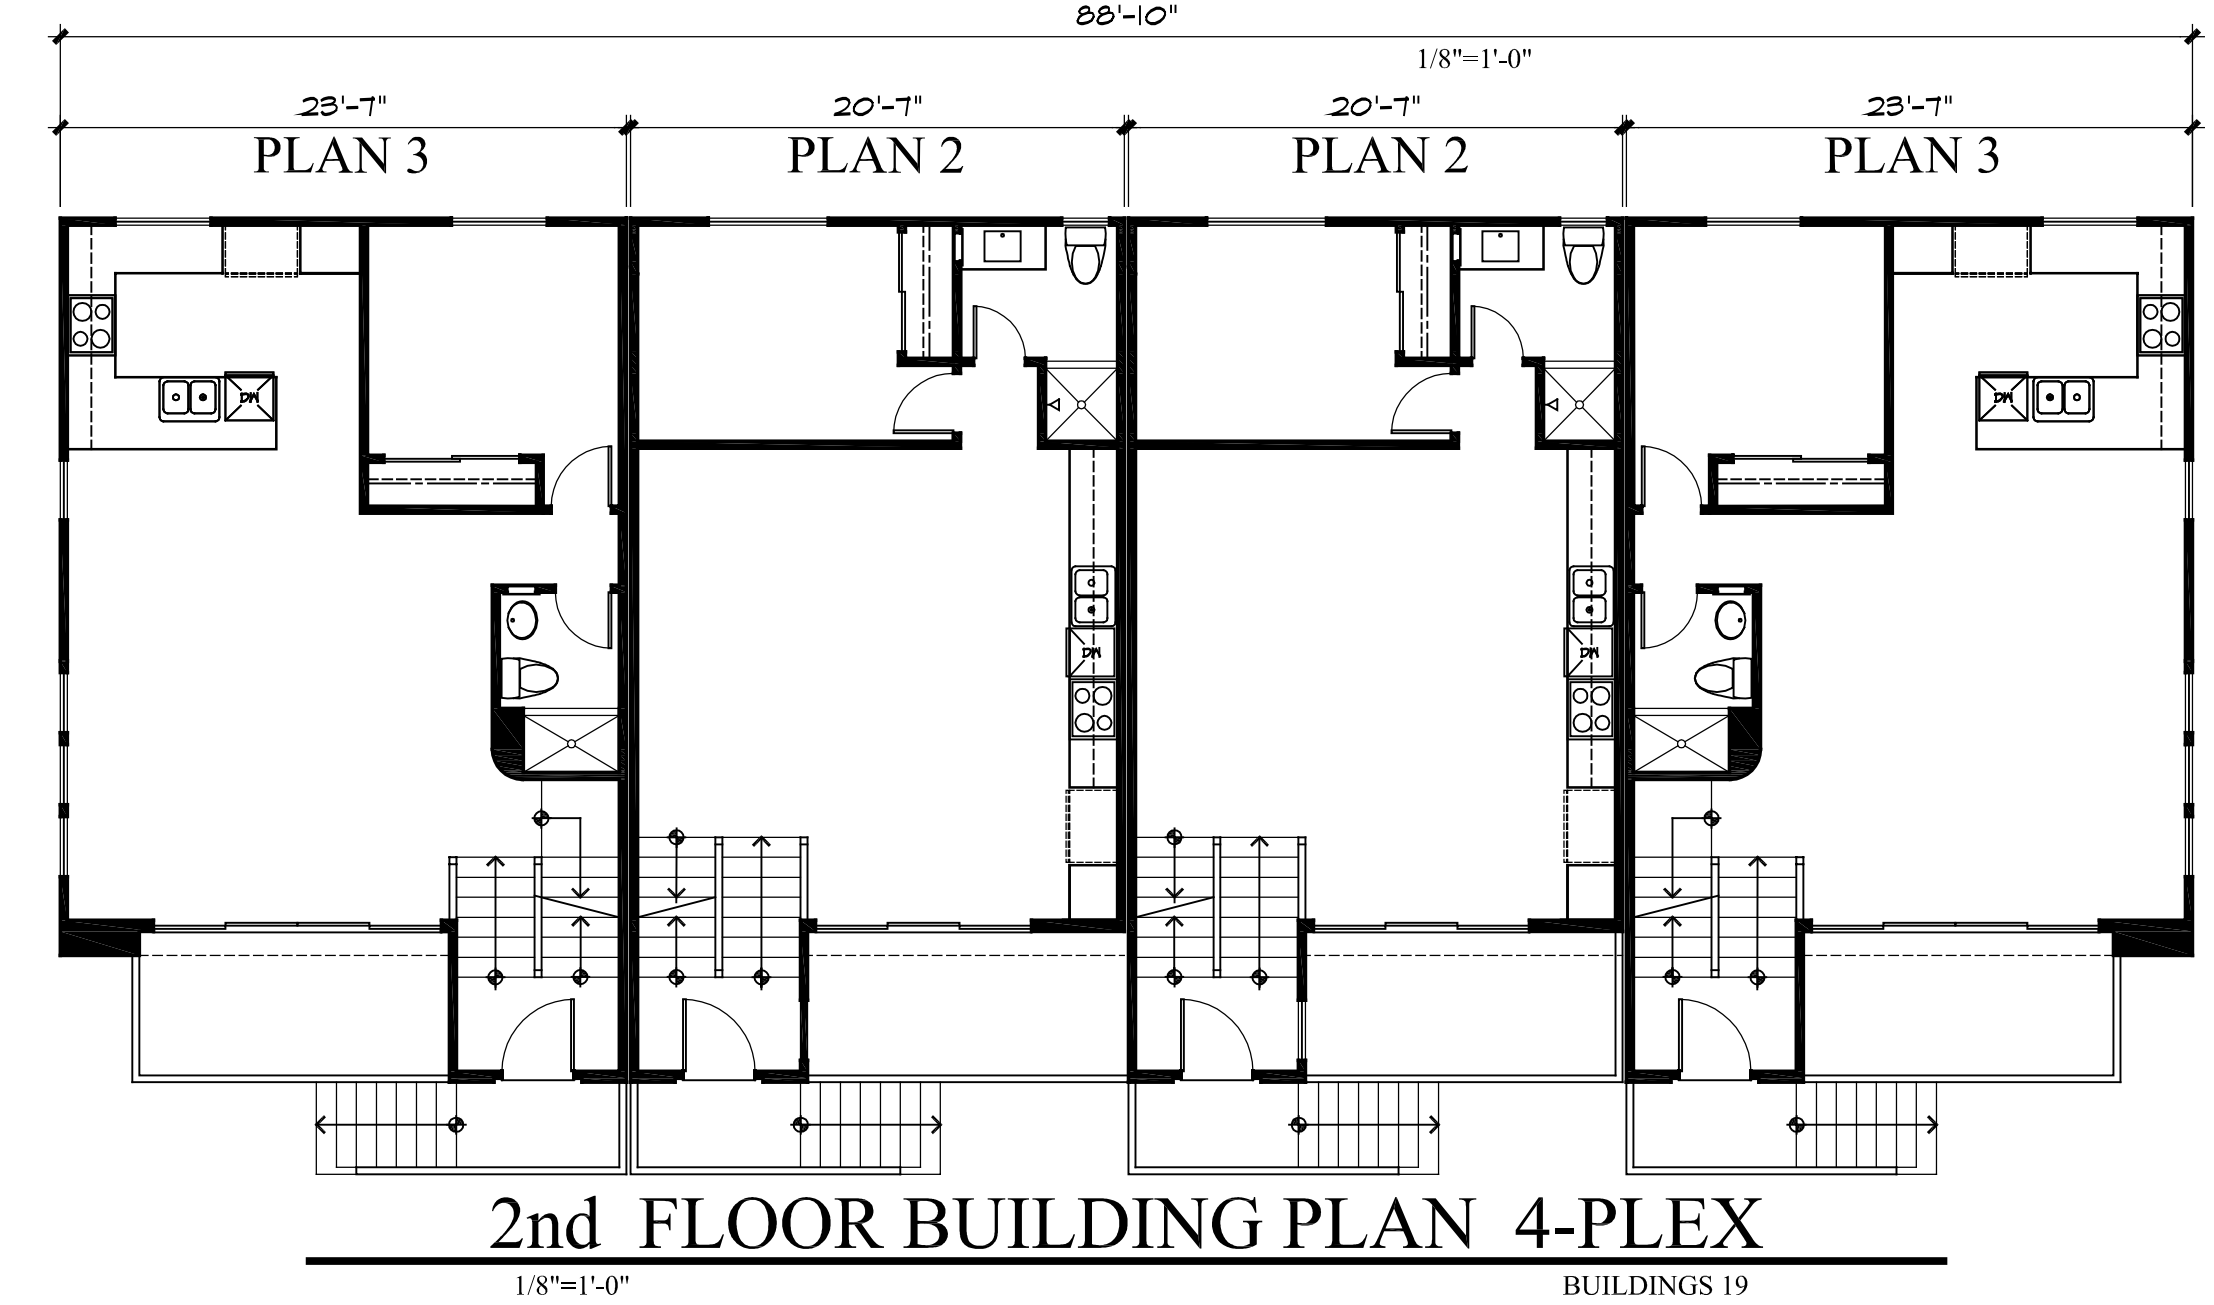 88'-10"
1/8"=1'-0"
23'-7" 20'-7" 20'-7" 23'-7"
PLAN 3 PLAN 2 PLAN 2 PLAN 3
DW DW
DW DW
2nd FLOOR BUILDING PLAN 4-PLEX
1/8"=1'-0" BUILDINGS 19